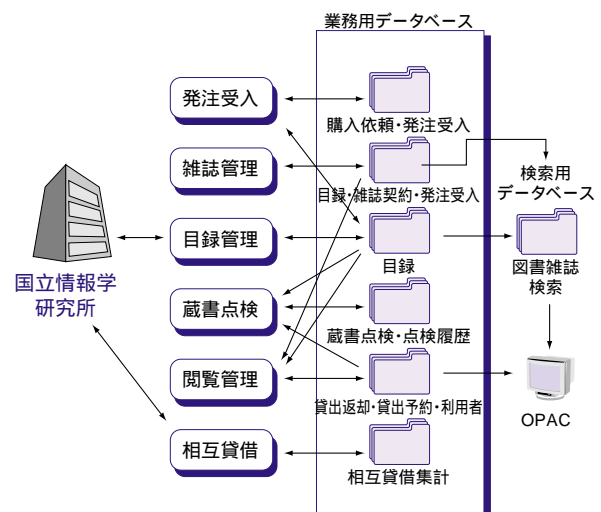 業務用データベース
発注受入
購入依頼・発注受入
雑誌管理
目録・雑誌契約・発注受入
検索用
データベース
目録管理
目録
図書雑誌
検索
国立情報学
研究所
蔵書点検
蔵書点検・点検履歴
閲覧管理
貸出返却・貸出予約・利用者
OPAC
相互貸借
相互貸借集計